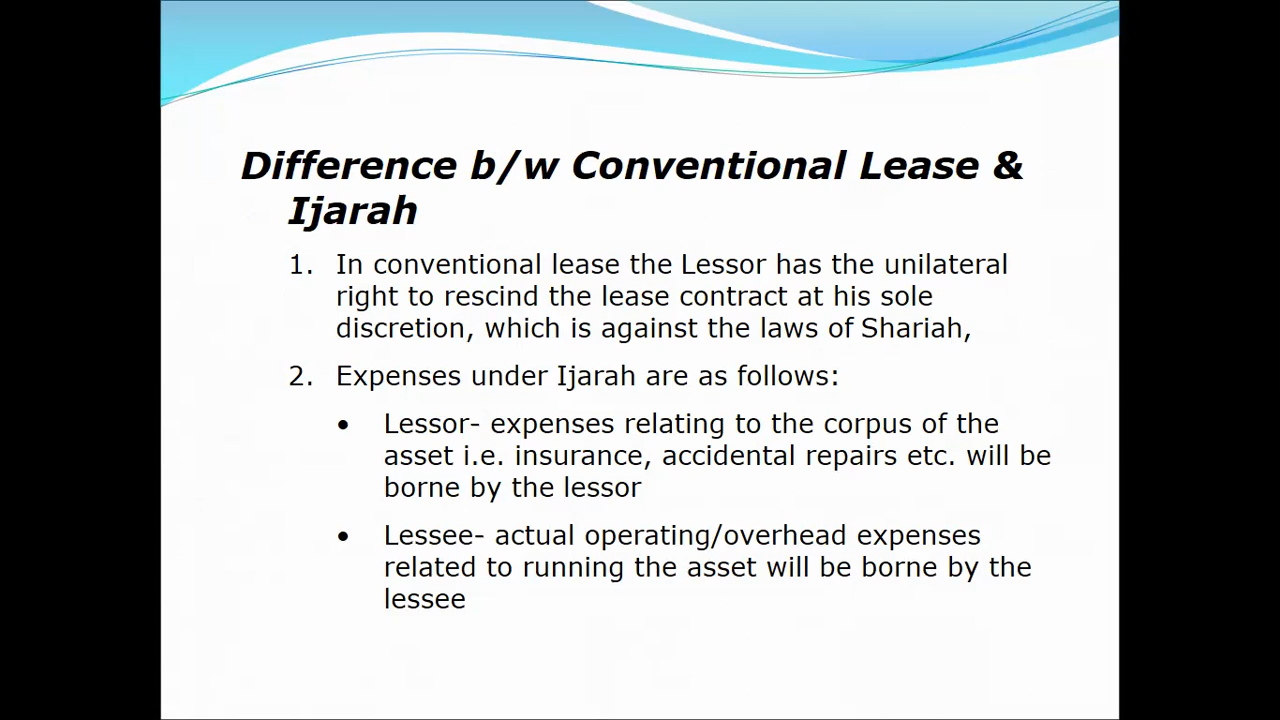 Difference b/w Conventional Lease &
Ijarah
1. In conventional lease the Lessor has the unilateral
right to rescind the lease contract at his sole
discretion, which is against the laws of Shariah,
2. Expenses under Ijarah are as follows:
• Lessor- expenses relating to the corpus of the
asset i.e. insurance, accidental repairs etc. will be
borne by the lessor
• Lessee- actual operating/overhead expenses
related to running the asset will be borne by the
lessee